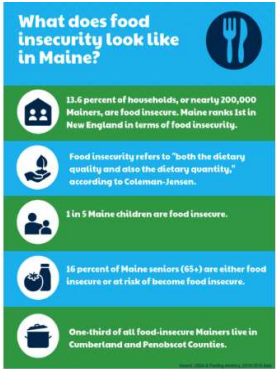 What does food
insecurity look like
in Maine?
13.6 percent of households, or nearly 200,000
Mainers, are food insecure. Maine ranks 1st in
New England in terms of food insecurity.
Food insecurity refers to "both the dietary
quality and also the dietary quantity,"
according to Coleman-Jensen.
1 in 5 Maine children are food insecure.
16 percent of Maine seniors (65+) are either food
insecure or at risk of become food insecure.
One-third of all food-insecure Mainers live in
Cumberland and Penobscot Counties.